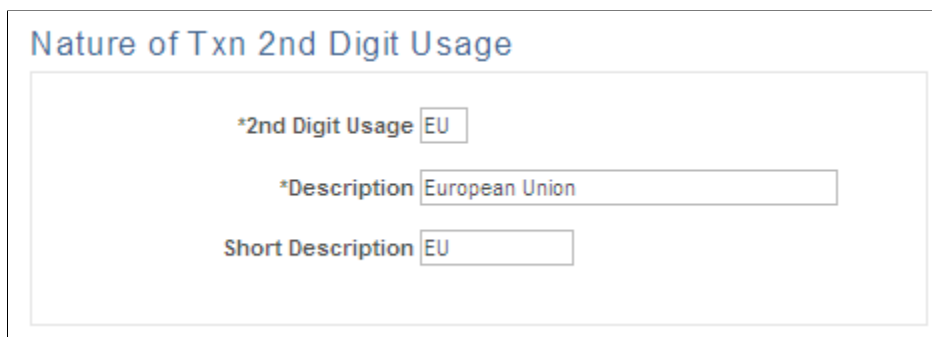 Nature of Txn 2nd Digit Usage
*2nd Digit Usage EU
*Description European Union
Short Description EU